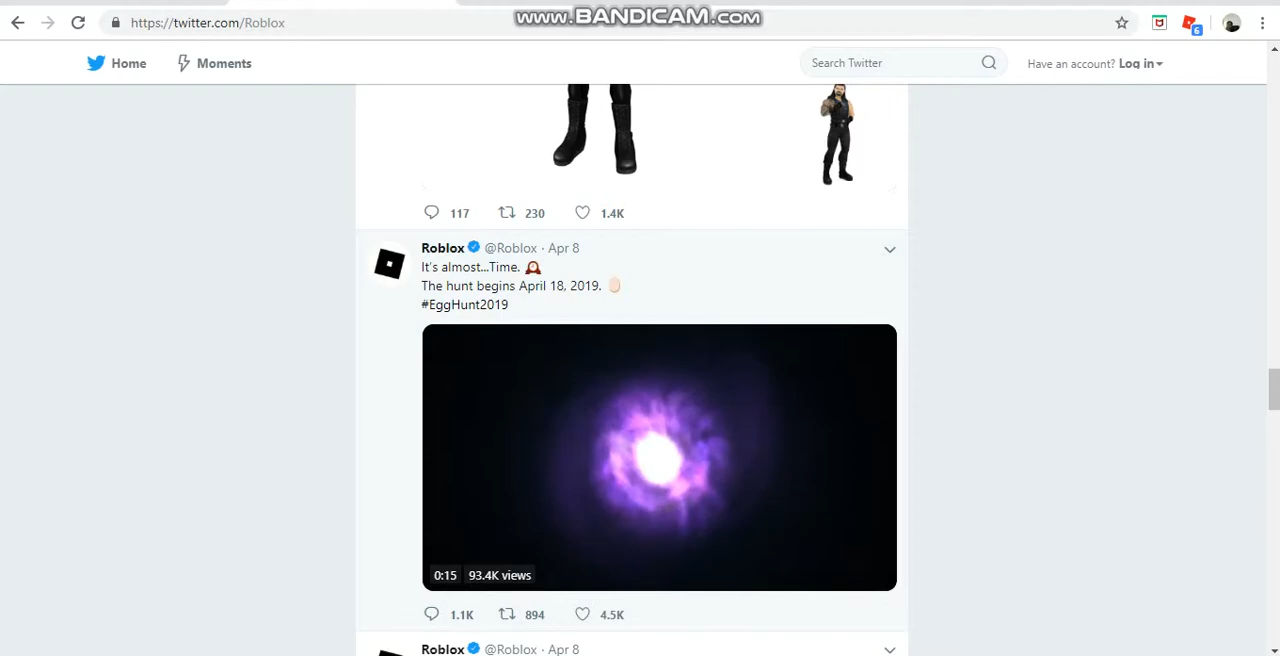 https://twitter.com/Roblox
www.BANDICAM.com
6
Home
Moments
Search Twitter
Have an account? Log in
117 230 1.4K
Roblox @Roblox · Apr 8
It's almost...Time. 🕰
The hunt begins April 18, 2019. 🥚
#EggHunt2019
0:15 93.4K views
1.1K 894 4.5K
Roblox @Roblox · Apr 8